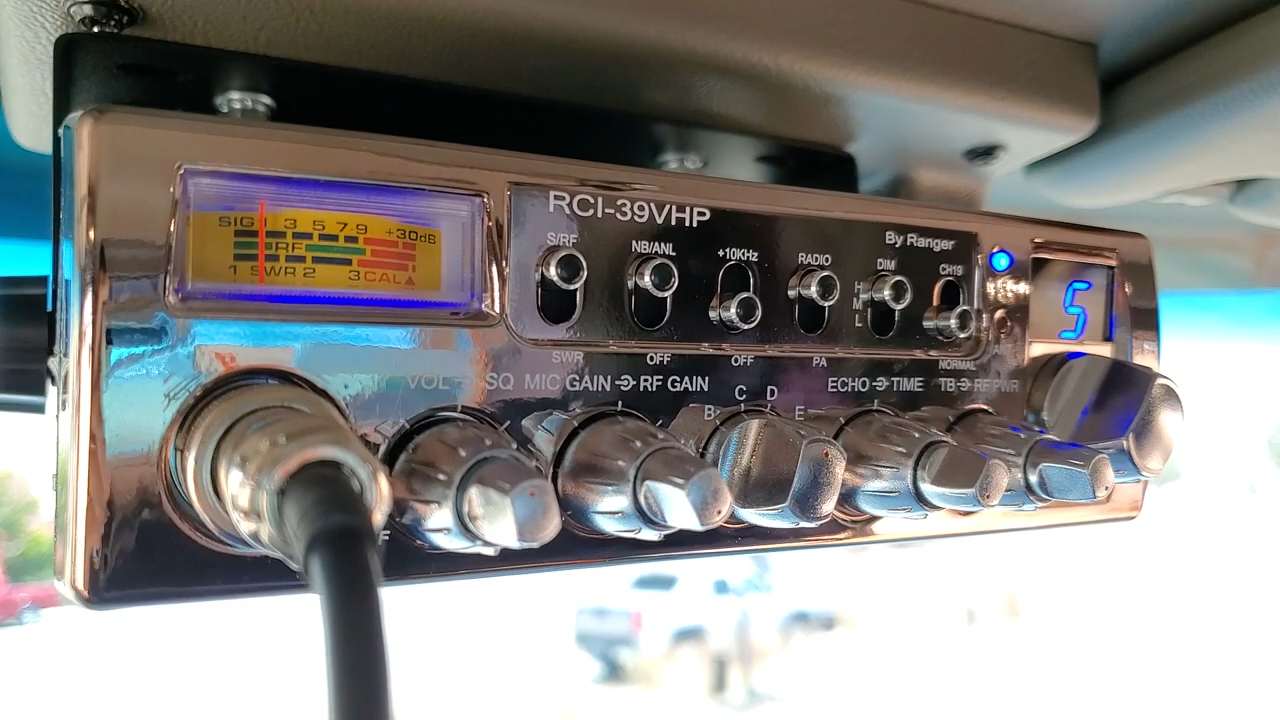 RCI-39VHP
By Ranger
SIG 3 5 7-9 +30dB
RF
1 SWR 2 3 CAL
S/RF NB/ANL +10KHz RADIO DIM CH19
H
M
L
SWR OFF OFF PA NORMAL
5
VOL SQ MIC GAIN RF GAIN ECHO TIME TB RF PWR
B C D E